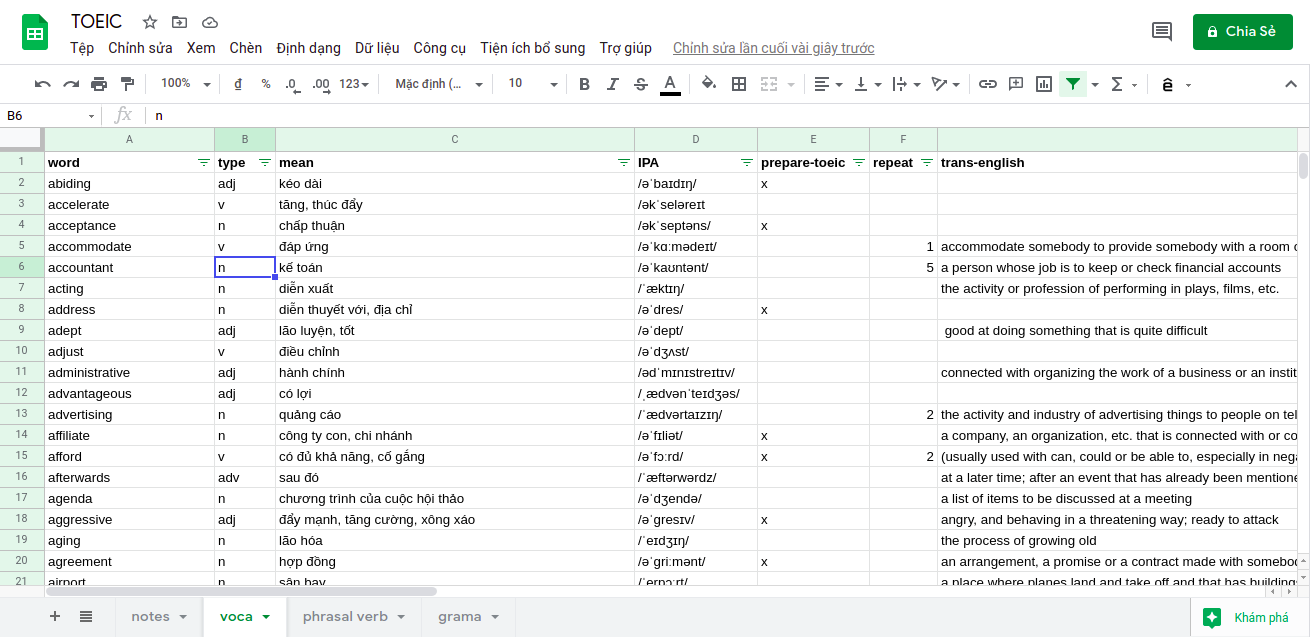 TOEIC
Tệp Chỉnh sửa Xem Chèn Định dạng Dữ liệu Công cụ Tiện ích bổ sung Trợ giúp Chỉnh sửa lần cuối vài giây trước
Chia Sẻ
100% ₫ % .0 .00 123 Mặc định (... 10 B I S A ê
B6 fx n
A B C D E F
1 word type mean IPA prepare-toeic repeat trans-english
2 abiding adj kéo dài /əˈbaɪdɪŋ/ x
3 accelerate v tăng, thúc đẩy /əkˈseləreɪt
4 acceptance n chấp thuận /əkˈseptəns/ x
5 accommodate v đáp ứng /əˈkɑːmədeɪt/ 1 accommodate somebody to provide somebody with a room
6 accountant n kế toán /əˈkaʊntənt/ 5 a person whose job is to keep or check financial accounts
7 acting n diễn xuất /ˈæktɪŋ/ the activity or profession of performing in plays, films, etc.
8 address n diễn thuyết với, địa chỉ /əˈdres/ x
9 adept adj lão luyện, tốt /əˈdept/ good at doing something that is quite difficult
10 adjust v điều chỉnh /əˈdʒʌst/
11 administrative adj hành chính /ədˈmɪnɪstreɪtɪv/ connected with organizing the work of a business or an instit
12 advantageous adj có lợi /ˌædvənˈteɪdʒəs/
13 advertising n quảng cáo /ˈædvərtaɪzɪŋ/ 2 the activity and industry of advertising things to people on tel
14 affiliate n công ty con, chi nhánh /əˈfɪliət/ x a company, an organization, etc. that is connected with or co
15 afford v có đủ khả năng, cố gắng /əˈfɔːrd/ x 2 (usually used with can, could or be able to, especially in nega
16 afterwards adv sau đó /ˈæftərwərdz/ at a later time; after an event that has already been mentione
17 agenda n chương trình của cuộc hội thảo /əˈdʒendə/ a list of items to be discussed at a meeting
18 aggressive adj đẩy mạnh, tăng cường, xông xáo /əˈɡresɪv/ x angry, and behaving in a threatening way; ready to attack
19 aging n lão hóa /ˈeɪdʒɪŋ/ the process of growing old
20 agreement n hợp đồng /əˈɡriːmənt/ x an arrangement, a promise or a contract made with somebod
21 airport n sân bay /ˈerpɔːrt/ a place where planes land and take off and that has building
notes voca phrasal verb grama Khám phá